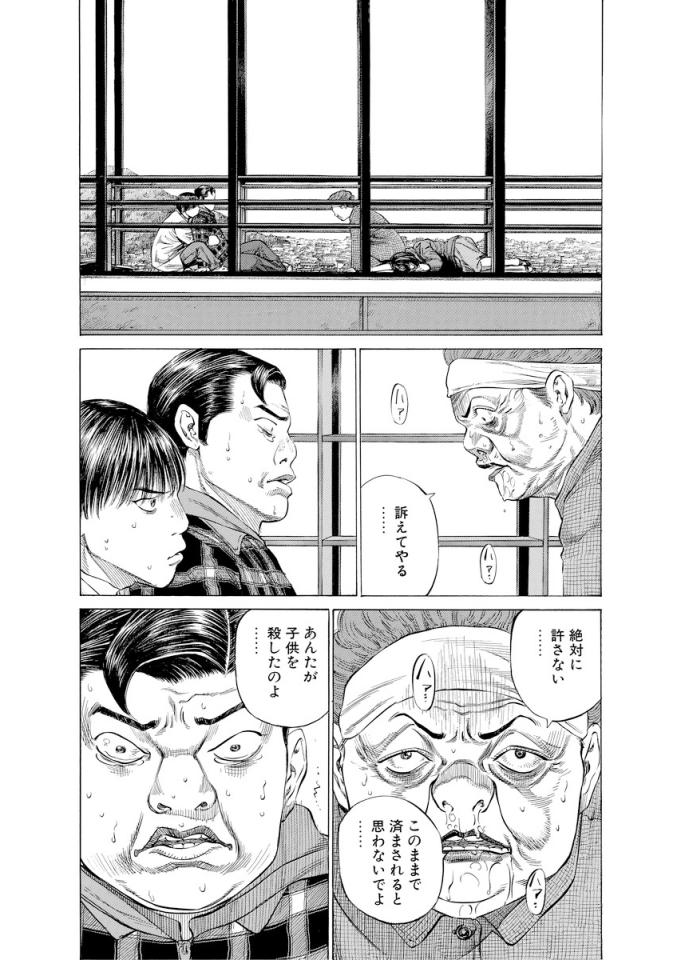 ハァ…
訴えてやる
……
ハァ…
絶対に
許さない
……
ハァ…
このままで
済まされると
思わないでよ
……
ハァ…
あんたが
子供を
殺したのよ
……